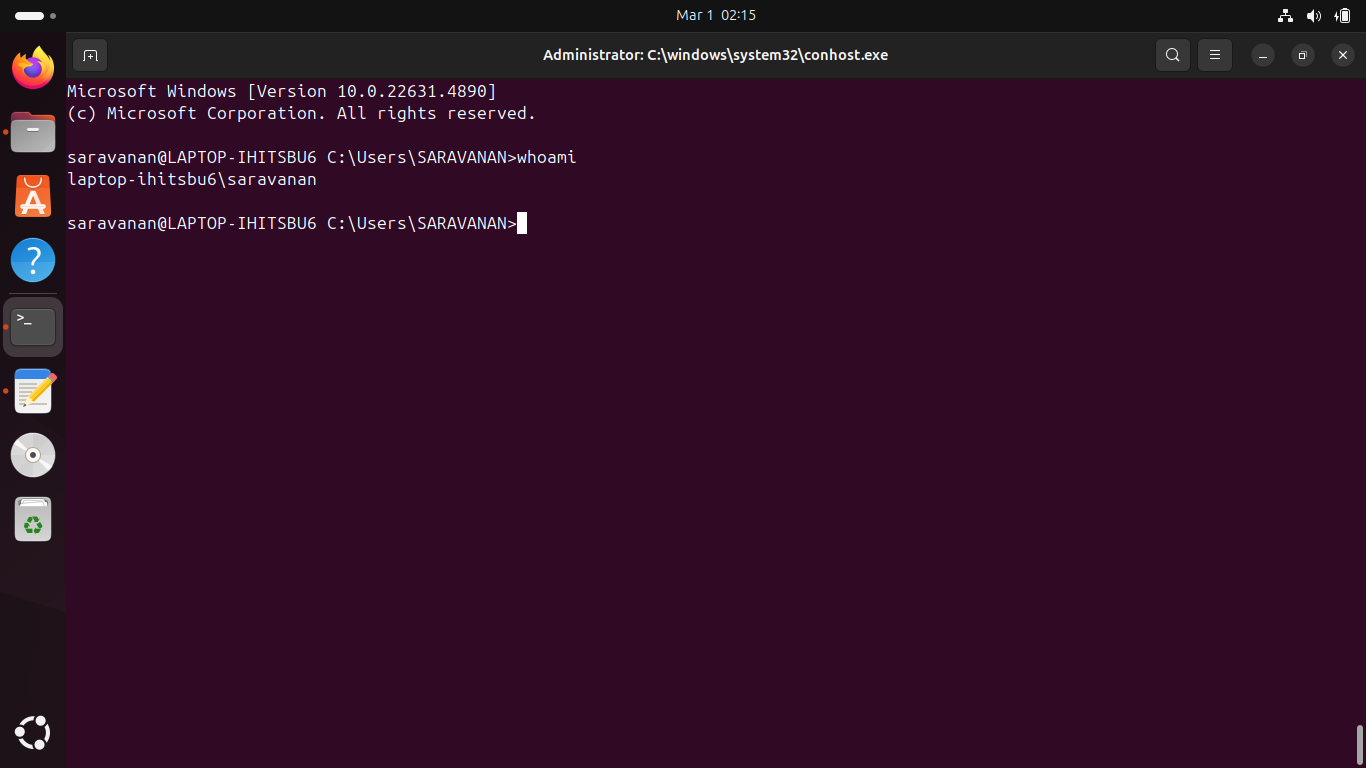 Mar 1 02:15
Administrator: C:\windows\system32\conhost.exe
Microsoft Windows [Version 10.0.22631.4890]
(c) Microsoft Corporation. All rights reserved.
saravanan@LAPTOP-IHITSBU6 C:\Users\SARAVANAN>whoami
laptop-ihitsbu6\saravanan
saravanan@LAPTOP-IHITSBU6 C:\Users\SARAVANAN>